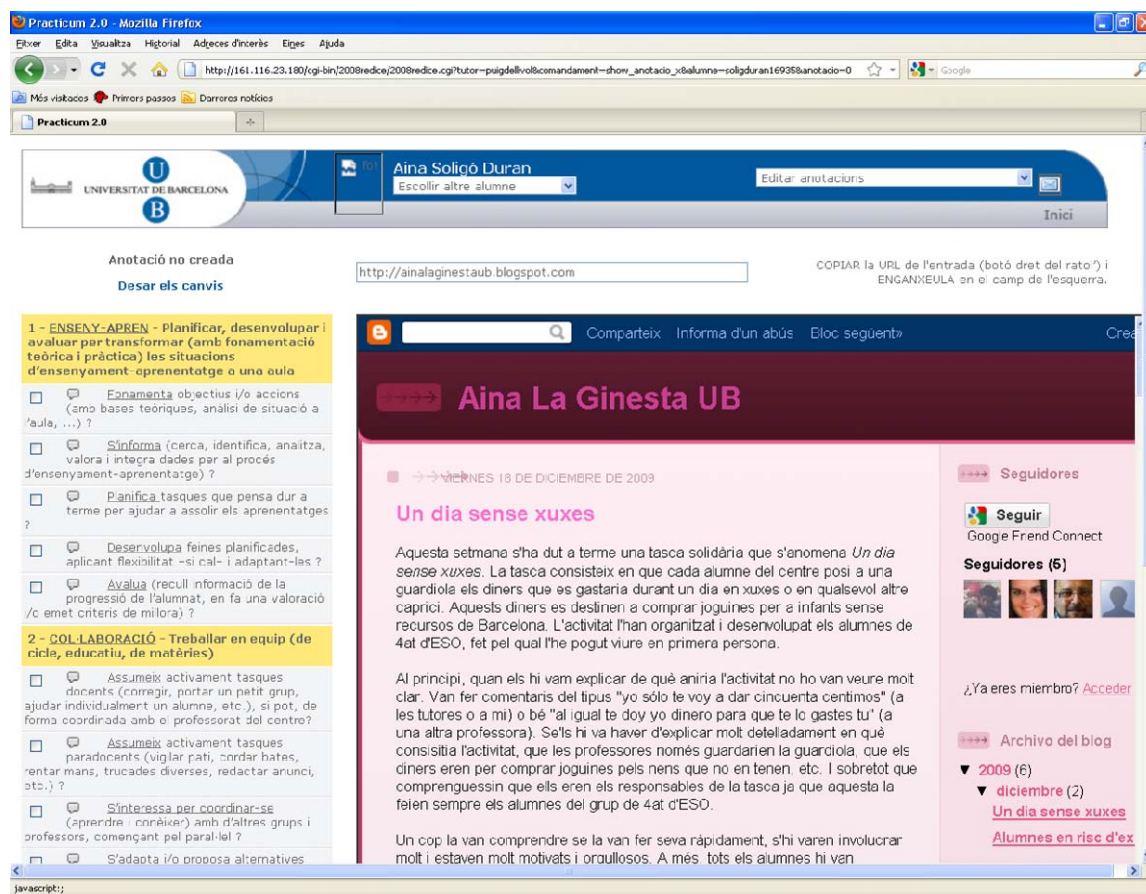 Practicum 2.0 - Mozilla Firefox
Fitxer Edita Visualitza Historial Adreces d'interès Eines Ajuda
http://161.116.23.180/cgi-bin/2008redice/2008redice.cgi?tutor=puigdellivol&comandament=show_anotacio_x&alumne=soligduran16935&anotacio=0
Google
Més visitades Primers passos Darreres notícies
Practicum 2.0
UNIVERSITAT DE BARCELONA
U
B
Aina Soligò Duran
Escollir altre alumne
Editar anotacions
Inici
Anotació no creada
Desar els canvis
http://ainalaginestaub.blogspot.com
COPIAR la URL de l'entrada (botó dret del ratolí) i
ENGANXEULA en el camp de l'esquerra.
1 - ENSENY-APREN - Planificar, desenvolupar i
avaluar per transformar (amb fonamentació
teòrica i pràctica) les situacions
d'ensenyament-aprenentatge a una aula
Fonamenta objectius i/o accions
(amb bases teòriques, anàlisi de situació a
l'aula, ...) ?
S'informa (cerca, identifica, analitza,
valora i integra dades per al procés
d'ensenyament-aprenentatge) ?
Planifica tasques que pensa dur a
terme per ajudar a assolir els aprenentatges
?
Desenvolupa feines planificades,
aplicant flexibilitat -si cal- i adaptant-les ?
Avalua (recull informació de la
progressió de l'alumnat, en fa una valoració
/o emet criteris de millora) ?
2 - COL·LABORACIÓ - Treballar en equip (de
cicle, educatiu, de matèries)
Assumeix activament tasques
docents (corregir, portar un petit grup,
ajudar individualment un alumne, etc.), si pot, de
forma coordinada amb el professorat del centre?
Assumeix activament tasques
paradocents (vigilar pati, cordar bates,
rentar mans, trucades diverses, redactar anunci,
etc.) ?
S'interessa per coordinar-se
(aprendre i conèixer) amb d'altres grups i
professors, començant pel paral·lel ?
S'adapta i/o proposa alternatives
Comparteix Informa d'un abús Bloc següent» Crea
Aina La Ginesta UB
VIERNES 18 DE DICIEMBRE DE 2009
Un dia sense xuxes
Aquesta setmana s'ha dut a terme una tasca solidària que s'anomena Un dia
sense xuxes. La tasca consisteix en que cada alumne del centre posi a una
guardiola els diners que es gastaria durant un dia en xuxes o en qualsevol altre
caprici. Aquests diners es destinen a comprar joguines per a infants sense
recursos de Barcelona. L'activitat l'han organitzat i desenvolupat els alumnes de
4at d'ESO, fet pel qual l'he pogut viure en primera persona.
Al principi, quan els hi vam explicar de què aniria l'activitat no ho van veure molt
clar. Van fer comentaris del tipus "yo sólo te voy a dar cincuenta centimos" (a
les tutores o a mi) o bé "al igual te doy yo dinero para que te lo gastes tu" (a
una altra professora). Se'ls hi va haver d'explicar molt detelladament en què
consisitia l'activitat, que les professores només guardarien la guardiola, que els
diners eren per comprar joguines pels nens que no en tenen, etc. I sobretot que
comprenguessin que ells eren els responsables de la tasca ja que aquesta la
feien sempre els alumnes del grup de 4at d'ESO.
Un cop la van comprendre se la van fer seva ràpidament, s'hi varen involucrar
molt i estaven molt motivats i orgullosos. A més, tots els alumnes hi van
Seguidores
Seguir
Google Friend Connect
Seguidores (5)
¿Ya eres miembro? Acceder
Archivo del blog
▼ 2009 (6)
▼ diciembre (2)
Un dia sense xuxes
Alumnes en risc d'ex
javascript:;